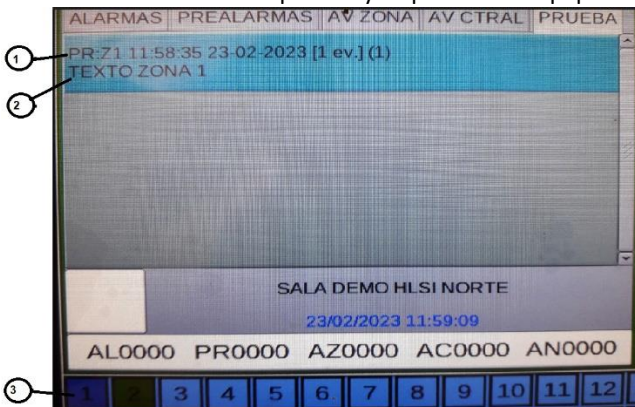 ALARMAS PREALARMAS AV ZONA AV CTRAL PRUEBA
1
PR:Z1 11:58:35 23-02-2023 [1 ev.] (1)
2
TEXTO ZONA 1
SALA DEMO HLSI NORTE
23/02/2023 11:59:09
AL0000 PR0000 AZ0000 AC0000 AN0000
3
1 2 3 4 5 6 7 8 9 10 11 12